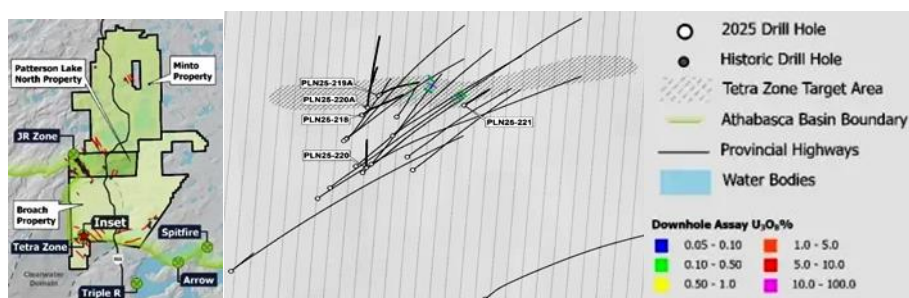 Patterson Lake
North Property
Minto
Property
JR Zone
Broach
Property
Inset
Tetra Zone
Spitfire
Arrow
Triple R
Clearwater
Domain
PLN25-219A
PLN25-220A
PLN25-218
PLN25-221
PLN25-220
2025 Drill Hole
Historic Drill Hole
Tetra Zone Target Area
Athabasca Basin Boundary
Provincial Highways
Water Bodies
Downhole Assay U₃O₈%
0.05 - 0.10
0.10 - 0.50
0.50 - 1.0
1.0 - 5.0
5.0 - 10.0
10.0 - 100.0